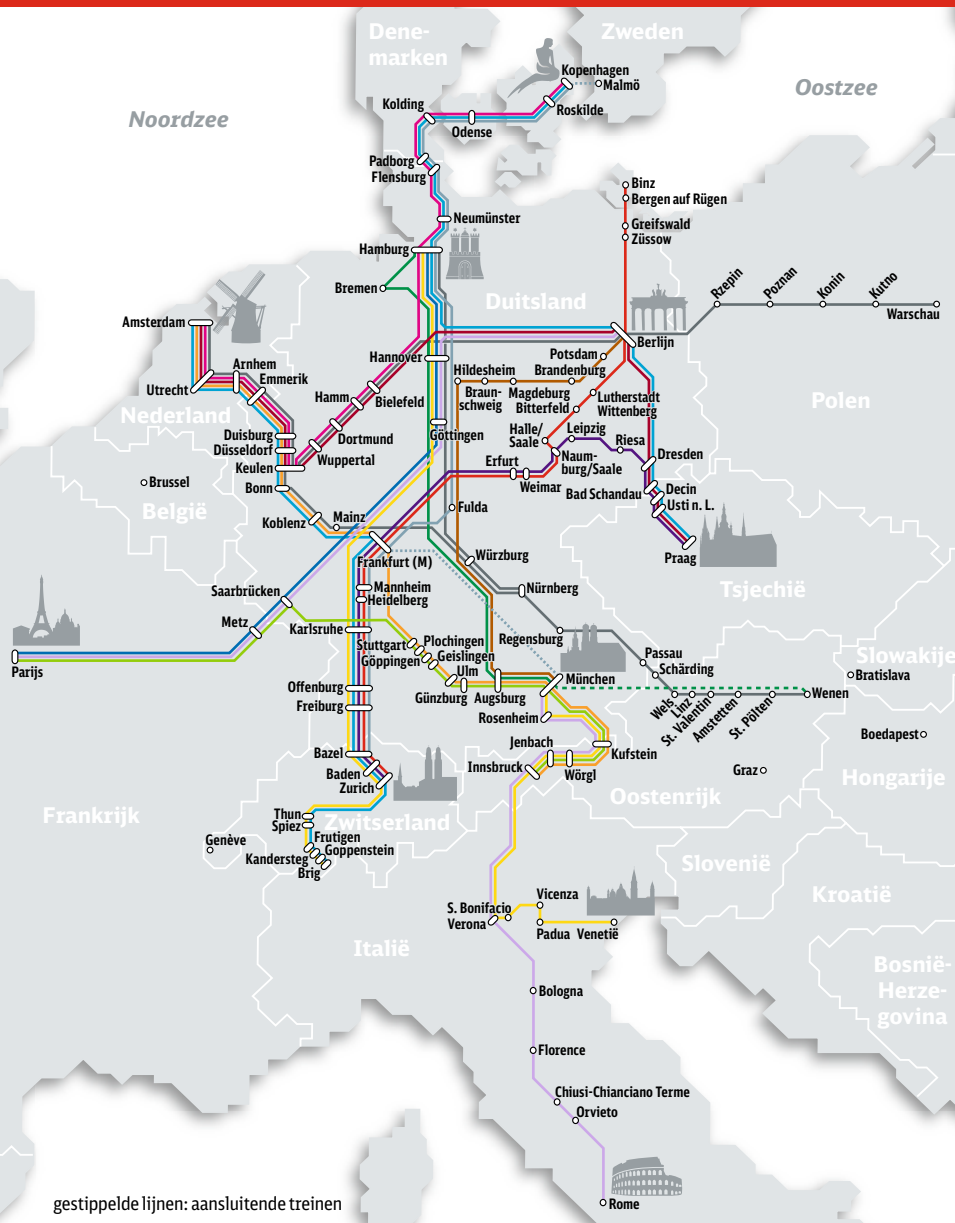 Dene-
marken
Zweden
Kopenhagen
Malmö
Oostzee
Noordzee
Kolding
Roskilde
Odense
Padborg
Flensburg
Binz
Bergen auf Rügen
Neumünster
Greifswald
Züssow
Hamburg
Bremen
Duitsland
Rzepin
Poznan
Konin
Kutno
Warschau
Amsterdam
Berlijn
Hannover
Potsdam
Brandenburg
Arnhem
Emmerik
Utrecht
Hildesheim
Braun-
schweig
Magdeburg
Bitterfeld
Lutherstadt
Wittenberg
Nederland
Hamm
Bielefeld
Polen
Duisburg
Düsseldorf
Dortmund
Göttingen
Halle/
Saale
Leipzig
Riesa
Keulen
Wuppertal
Erfurt
Naum-
burg/Saale
Dresden
Brussel
Bonn
Weimar
Bad Schandau
Decin
Usti n. L.
België
Koblenz
Mainz
Fulda
Frankfurt (M)
Würzburg
Praag
Tsjechië
Saarbrücken
Mannheim
Heidelberg
Nürnberg
Metz
Karlsruhe
Regensburg
Stuttgart
Plochingen
Göppingen
Geislingen
Ulm
Parijs
Passau
Schärding
Slowakije
Bratislava
Offenburg
Günzburg
Augsburg
München
Wels
Linz
St. Valentin
Amstetten
St. Pölten
Wenen
Freiburg
Rosenheim
Boedapest
Bazel
Jenbach
Kufstein
Baden
Zurich
Innsbruck
Wörgl
Graz
Hongarije
Oostenrijk
Frankrijk
Thun
Spiez
Zwitserland
Genève
Frutigen
Goppenstein
Kandersteg
Brig
Slovenië
Kroatië
S. Bonifacio
Verona
Vicenza
Padua
Venetië
Italië
Bosnië-
Herze-
govina
Bologna
Florence
Chiusi-Chianciano Terme
Orvieto
Rome
gestippelde lijnen: aansluitende treinen